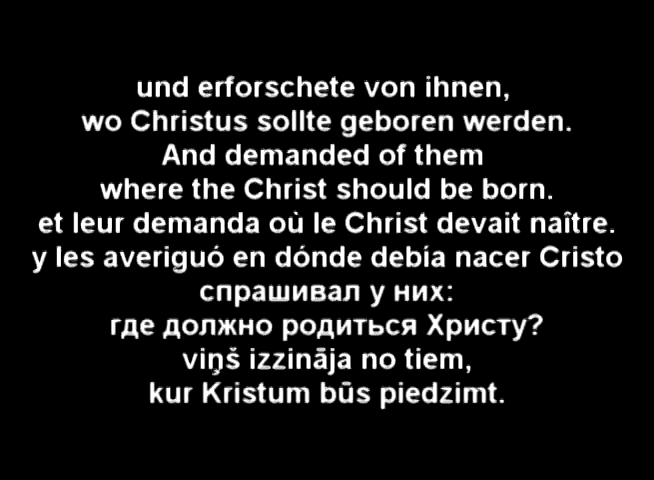 und erforschete von ihnen,
wo Christus sollte geboren werden.
And demanded of them
where the Christ should be born.
et leur demanda où le Christ devait naître.
y les averiguó en dónde debía nacer Cristo
спрашивал у них:
где должно родиться Христу?
viņš izzināja no tiem,
kur Kristum būs piedzimt.